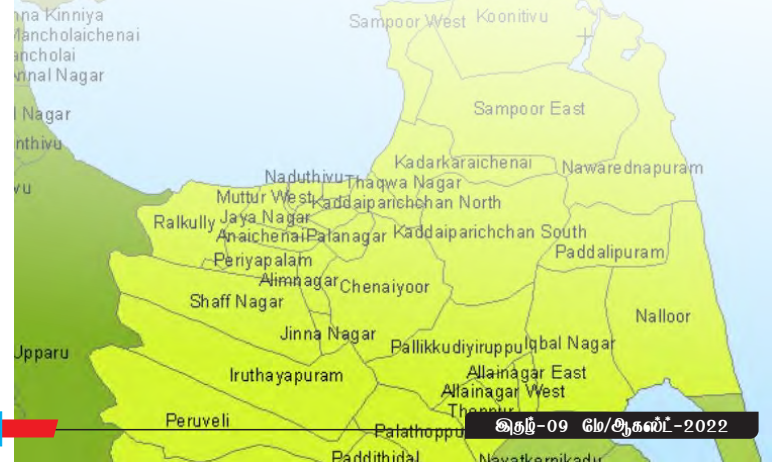 Kinniya
Sampoor West Koonitivu
Mancholaichenai
ancholai
Annal Nagar
Nagar
Sampoor East
nthivu
Kadarkaraichenai Nawarednapuram
vu
Naduthivu Thaqwa Nagar
Muttur West Kaddaiparichchan North
Ralkully Jaya Nagar
Anaichenai Palanagar Kaddaiparichchan South
Paddalipuram
Periyapalam
Alimnagar Chenaiyoor
Shaff Nagar
Nalloor
Jinna Nagar
Pallikkudiyiruppu Iqbal Nagar
Upparu
Iruthayapuram Allainagar East
Allainagar West
Thoppur
Peruveli
இதழ்-09 மே/ஆகஸ்ட்-2022
Palathoppu
Paddithidal Navatkernikadu